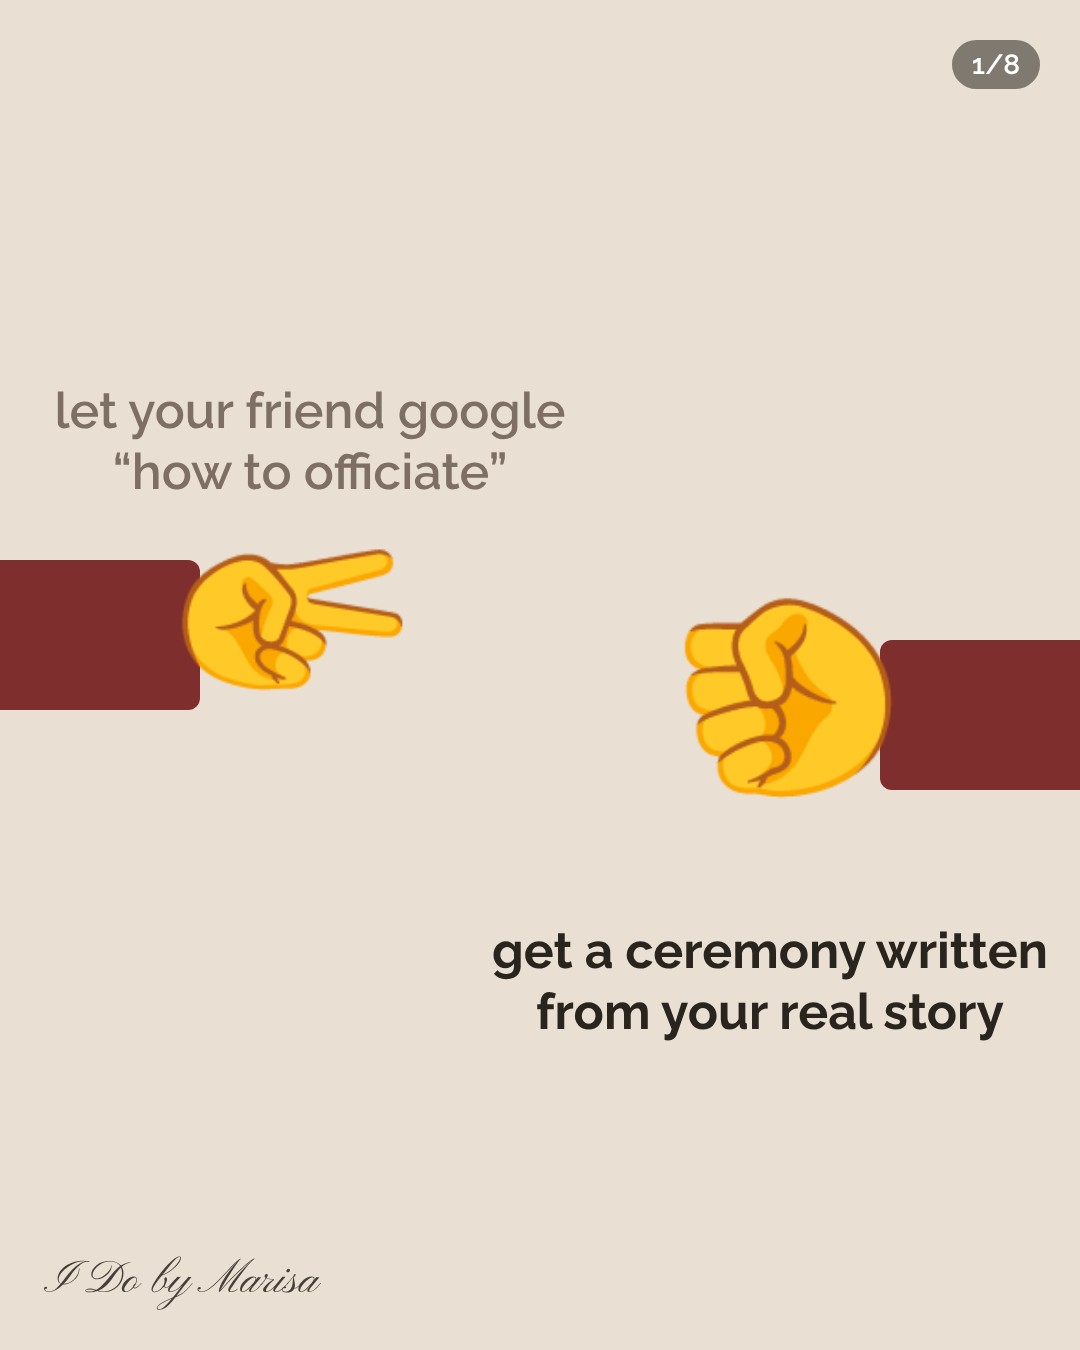 1/8
let your friend google
“how to officiate”
get a ceremony written
from your real story
I Do by Marisa